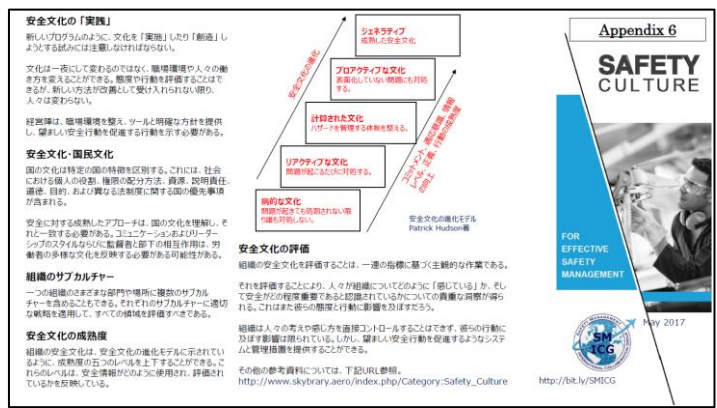 安全文化の「実践」
新しいプログラムのように、文化を「実施」したり「創造」し
ようとする試みには注意しなければならない。
文化は一夜にして変わるのではなく、職場環境や人々の働
き方を変えることができる。態度や行動を評価することはで
きるが、新しい方法が改善として受け入れられない限り、
人々は変わらない。
経営陣は、職場環境を整え、ツールと明確な方針を提供
し、望ましい安全行動を促進する行動を示す必要がある。
安全文化・国民文化
国の文化は特定の国の特徴を区別する。これには、社会
における個人の役割、権限の配分方法、資源、説明責任、
道徳、目的、および異なる法制度に関する国の優先事項
が含まれる。
安全に対する成熟したアプローチは、国の文化を理解し、そ
れと一致する必要がある。コミュニケーションおよびリーダー
シップのスタイルならびに監督者と部下の相互作用は、労
働者の多様な文化を反映する必要がある可能性がある。
組織のサブカルチャー
一つの組織のさまざまな部門や場所に複数のサブカル
チャーを含めることもできる。それぞれのサブカルチャーに適切
な戦略を適用して、すべての領域を評価すべきである。
安全文化の成熟度
組織の安全文化は、安全文化の進化モデルに示されてい
るように、成熟度の五つのレベルを上下することができる。こ
れらのレベルは、安全情報がどのように使用され、評価され
ているかを反映している。
安全文化の進化
シェネラティブ
成熟した安全文化
プロアクティブな文化
表面化していない問題にも対処
する。
計算された文化
ハザードを管理する体制を整える。
リアクティブな文化
問題が起こるたびに対処する。
病的な文化
問題が起きても処罰されない限
り誰も対処しない。
コミットメント、適応意識、情報
レベル、正義、行動の成熟度
の向上
安全文化の進化モデル
Patrick Hudson著
安全文化の評価
組織の安全文化を評価することは、一連の指標に基づく主観的な作業である。
それを評価することにより、人々が組織についてどのように「感じている」か、そし
て安全がどの程度重要であると認識されているかについての貴重な洞察が得ら
れる。これはまた彼らの態度と行動に影響を及ぼすだろう。
組織は人々の考えや感じ方を直接コントロールすることはできず、彼らの行動に
及ぼす影響は限られている。しかし、望ましい安全行動を促進するようなシステ
ムと管理措置を提供することができる。
その他の参考資料については、下記URL参照。
http://www.skybrary.aero/index.php/Category:Safety_Culture
Appendix 6
SAFETY
CULTURE
FOR
EFFECTIVE
SAFETY
MANAGEMENT
SM
ICG
May 2017
http://bit.ly/SMICG